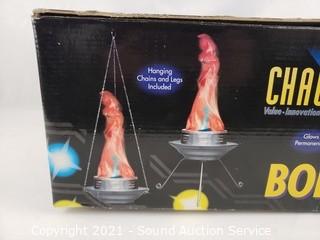 Hanging
Chains and Legs
Included
CHAU
Value - Innovation
Glows
Permanen
BO
Copyright 2021 - Sound Auction Service